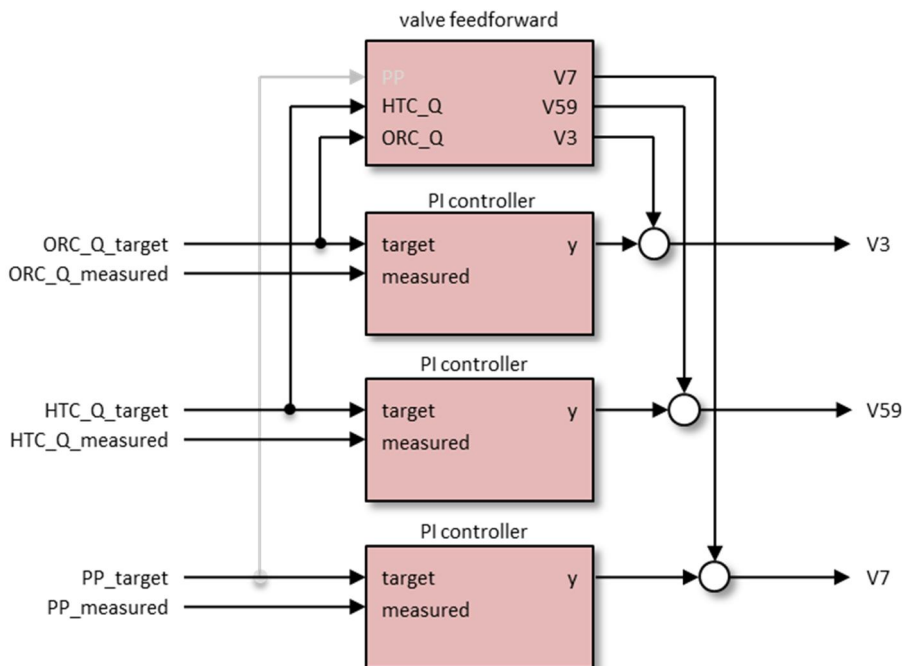 valve feedforward
PP V7
HTC_Q V59
ORC_Q V3
PI controller
ORC_Q_target target y V3
ORC_Q_measured measured
PI controller
HTC_Q_target target y V59
HTC_Q_measured measured
PI controller
PP_target target y V7
PP_measured measured